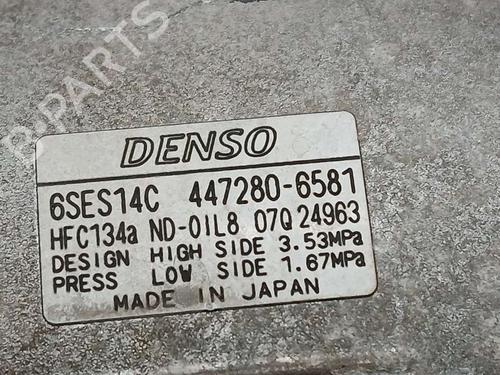 B-PARTS
DENSO
6SES14C 447280-6581
HFC134a ND-OIL8 07Q24963
DESIGN HIGH SIDE 3.53MPa
PRESS LOW SIDE 1.67MPa
MADE IN JAPAN